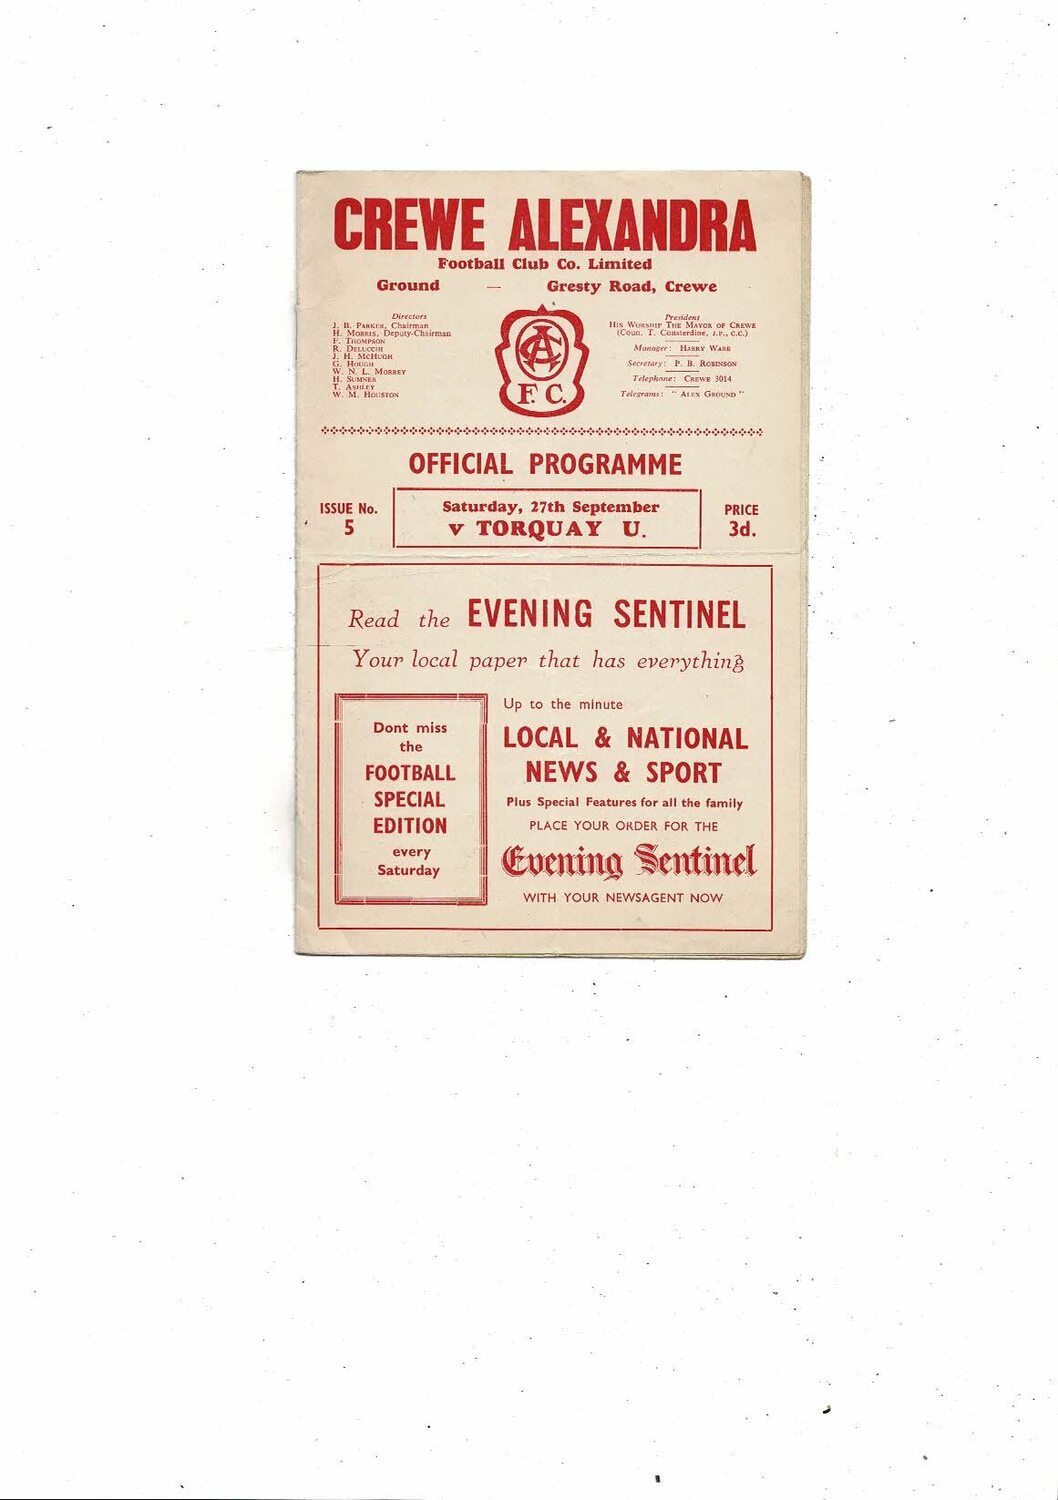 CREWE ALEXANDRA
Football Club Co. Limited
Ground — Gresty Road, Crewe
Directors
J. B. Parker, Chairman
H. Morris, Deputy-Chairman
F. Thompson
R. Delucchi
J. H. McHugh
G. Hough
W. N. L. Morrey
H. Sumner
T. Ashley
W. M. Houston
CA
F. C.
President
His Worship The Mayor of Crewe
(Coun. T. Consterdine, J.P., C.C.)
Manager: Harry Ware
Secretary: P. B. Robinson
Telephone: Crewe 3014
Telegrams: "Alex Ground"
OFFICIAL PROGRAMME
ISSUE No.
5
Saturday, 27th September
v TORQUAY U.
PRICE
3d.
Read the EVENING SENTINEL
Your local paper that has everything
Dont miss
the
FOOTBALL
SPECIAL
EDITION
every
Saturday
Up to the minute
LOCAL & NATIONAL
NEWS & SPORT
Plus Special Features for all the family
PLACE YOUR ORDER FOR THE
Evening Sentinel
WITH YOUR NEWSAGENT NOW